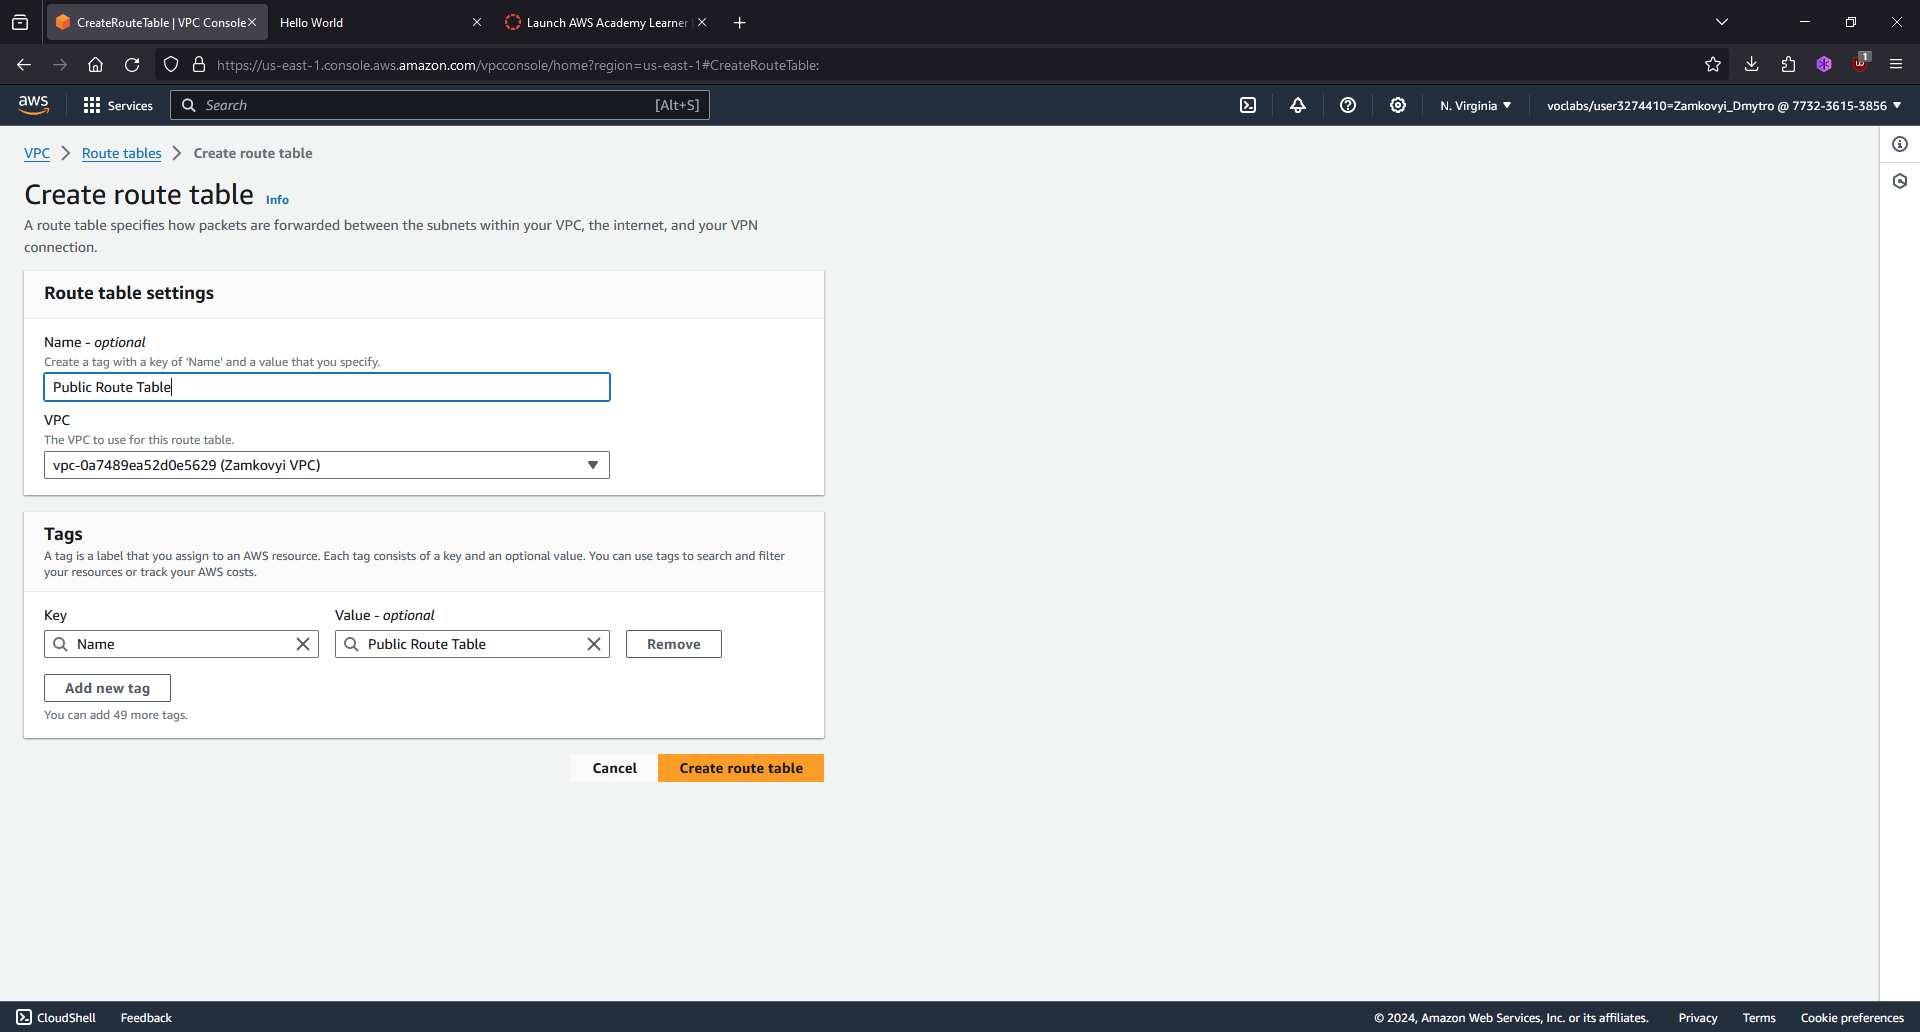 CreateRouteTable | VPC Console
Hello World
Launch AWS Academy Learner
https://us-east-1.console.aws.amazon.com/vpcconsole/home?region=us-east-1#CreateRouteTable:
1
aws
Services
Search
[Alt+S]
N. Virginia
voclabs/user3274410=Zamkovyi_Dmytro @ 7732-3615-3856
VPC
Route tables
Create route table
Create route table
Info
A route table specifies how packets are forwarded between the subnets within your VPC, the internet, and your VPN
connection.
Route table settings
Name - optional
Create a tag with a key of 'Name' and a value that you specify.
Public Route Table
VPC
The VPC to use for this route table.
vpc-0a7489ea52d0e5629 (Zamkovyi VPC)
Tags
A tag is a label that you assign to an AWS resource. Each tag consists of a key and an optional value. You can use tags to search and filter
your resources or track your AWS costs.
Key
Value - optional
Name
Public Route Table
Remove
Add new tag
You can add 49 more tags.
Cancel
Create route table
CloudShell
Feedback
© 2024, Amazon Web Services, Inc. or its affiliates.
Privacy
Terms
Cookie preferences